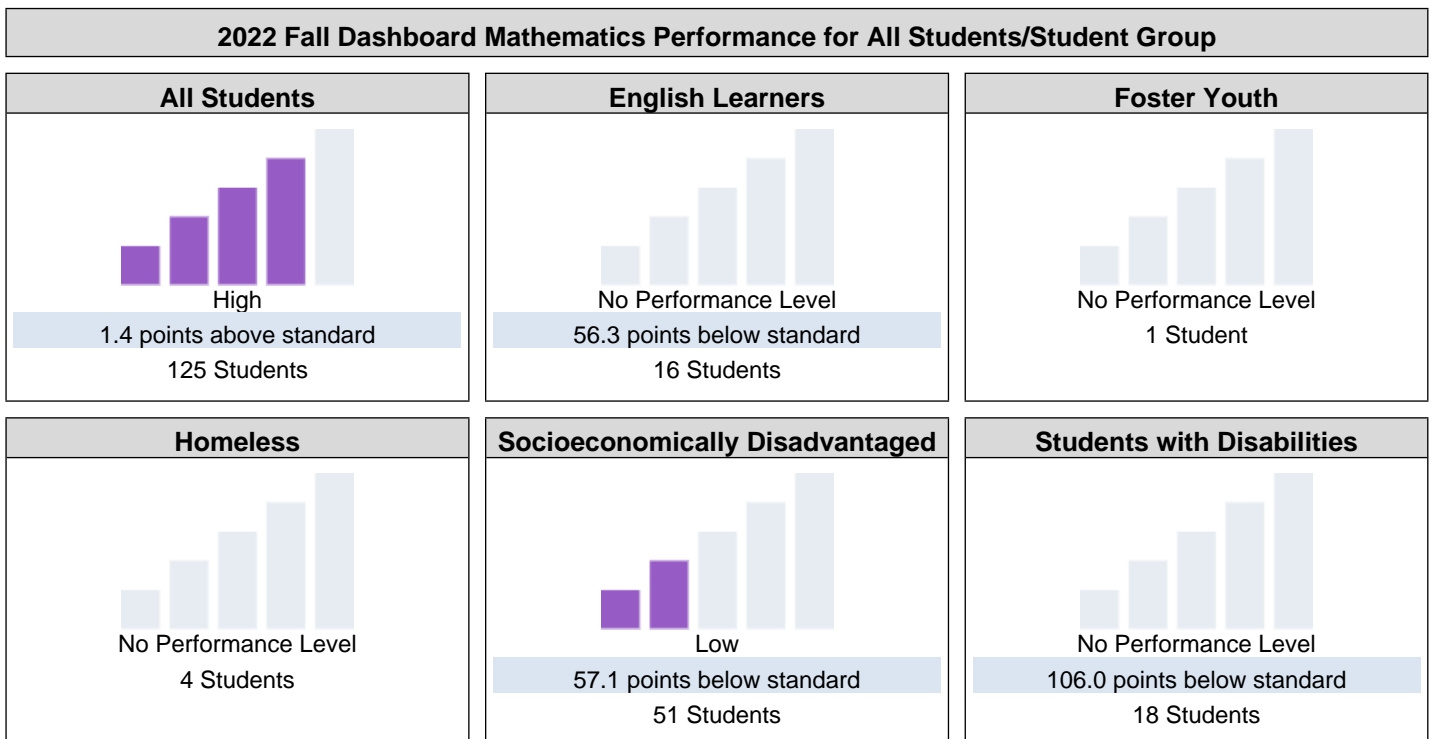 2022 Fall Dashboard Mathematics Performance for All Students/Student Group
All Students
High
1.4 points above standard
125 Students
English Learners
No Performance Level
56.3 points below standard
16 Students
Foster Youth
No Performance Level
1 Student
Homeless
No Performance Level
4 Students
Socioeconomically Disadvantaged
Low
57.1 points below standard
51 Students
Students with Disabilities
No Performance Level
106.0 points below standard
18 Students